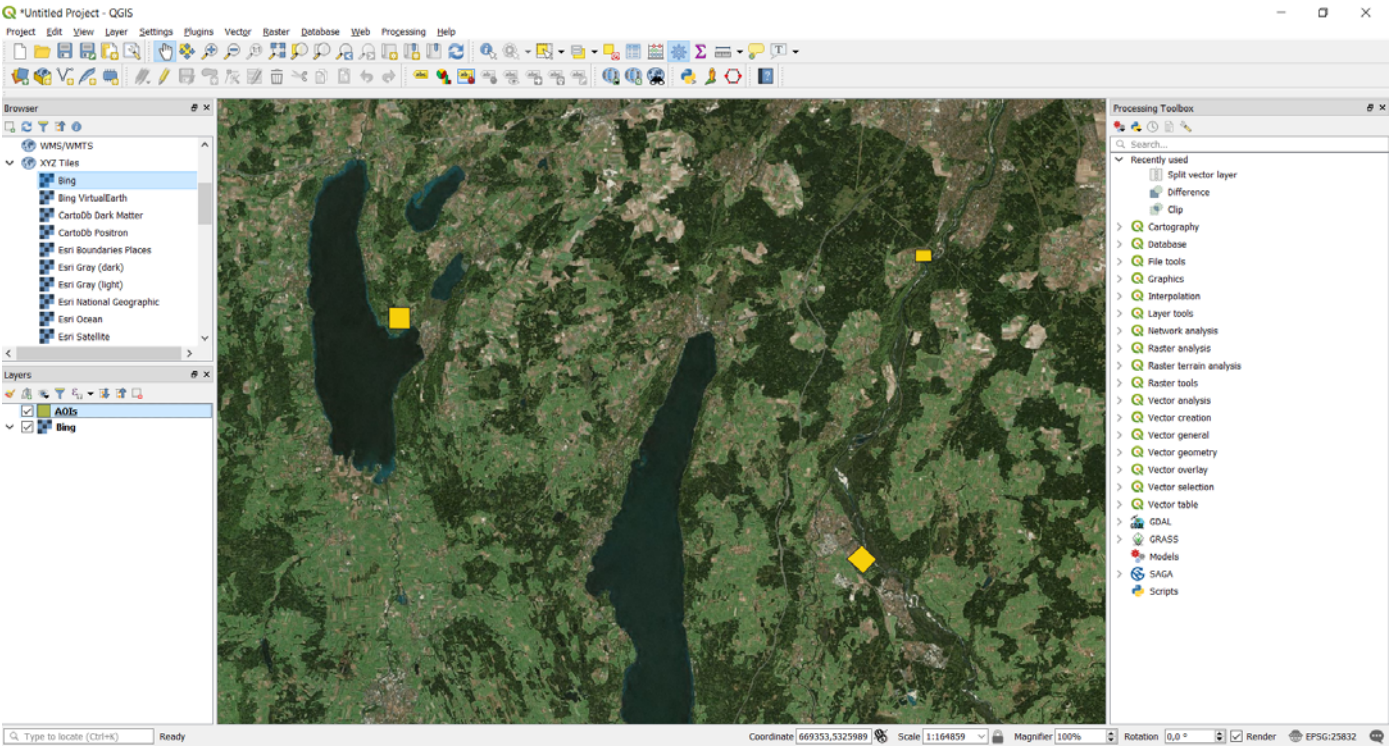 *Untitled Project - QGIS
Project Edit View Layer Settings Plugins Vector Raster Database Web Processing Help
Browser
WMS/WMTS
XYZ Tiles
Bing
Bing VirtualEarth
CartoDb Dark Matter
CartoDb Positron
Esri Boundaries Places
Esri Gray (dark)
Esri Gray (light)
Esri National Geographic
Esri Ocean
Esri Satellite
Layers
AOIs
Bing
Processing Toolbox
Search...
Recently used
Split vector layer
Difference
Clip
Cartography
Database
File tools
Graphics
Interpolation
Layer tools
Network analysis
Raster analysis
Raster terrain analysis
Raster tools
Vector analysis
Vector creation
Vector general
Vector geometry
Vector overlay
Vector selection
Vector table
GDAL
GRASS
Models
SAGA
Scripts
Type to locate (Ctrl+K) Ready Coordinate 669353,5325989 Scale 1:164859 Magnifier 100% Rotation 0,0 ° Render EPSG:25832